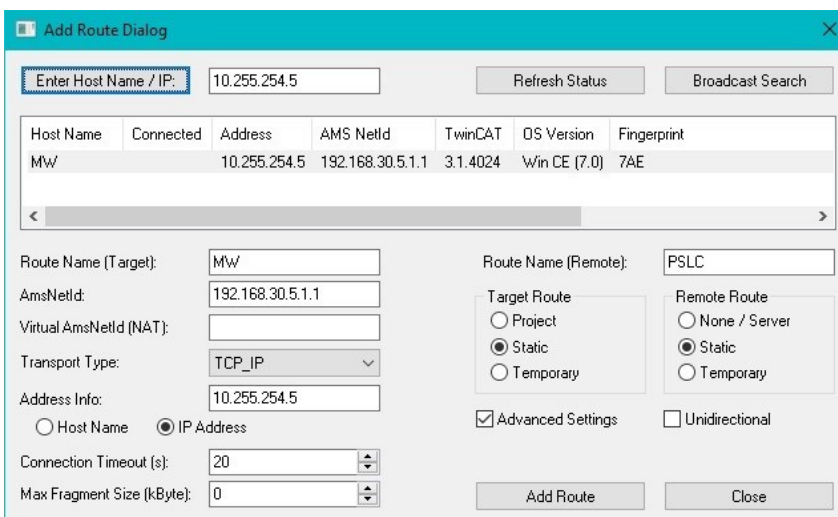 Add Route Dialog
Enter Host Name / IP: 10.255.254.5 Refresh Status Broadcast Search
Host Name Connected Address AMS NetId TwinCAT OS Version Fingerprint
MW 10.255.254.5 192.168.30.5.1.1 3.1.4024 Win CE (7.0) 7AE
Route Name (Target): MW Route Name (Remote): PSLC
AmsNetId: 192.168.30.5.1.1 Target Route Remote Route
Virtual AmsNetId (NAT): Project None / Server
Transport Type: TCP_IP Static Static
Address Info: 10.255.254.5 Temporary Temporary
Host Name IP Address Advanced Settings Unidirectional
Connection Timeout (s): 20
Max Fragment Size (kByte): 0 Add Route Close